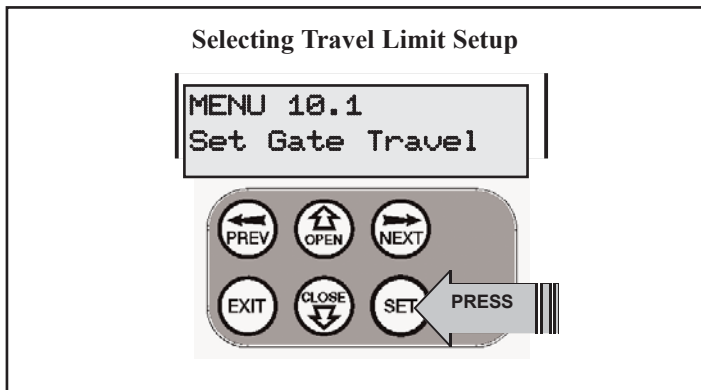 Selecting Travel Limit Setup
MENU 10.1
Set Gate Travel
PREV
OPEN
NEXT
EXIT
CLOSE
SET
PRESS